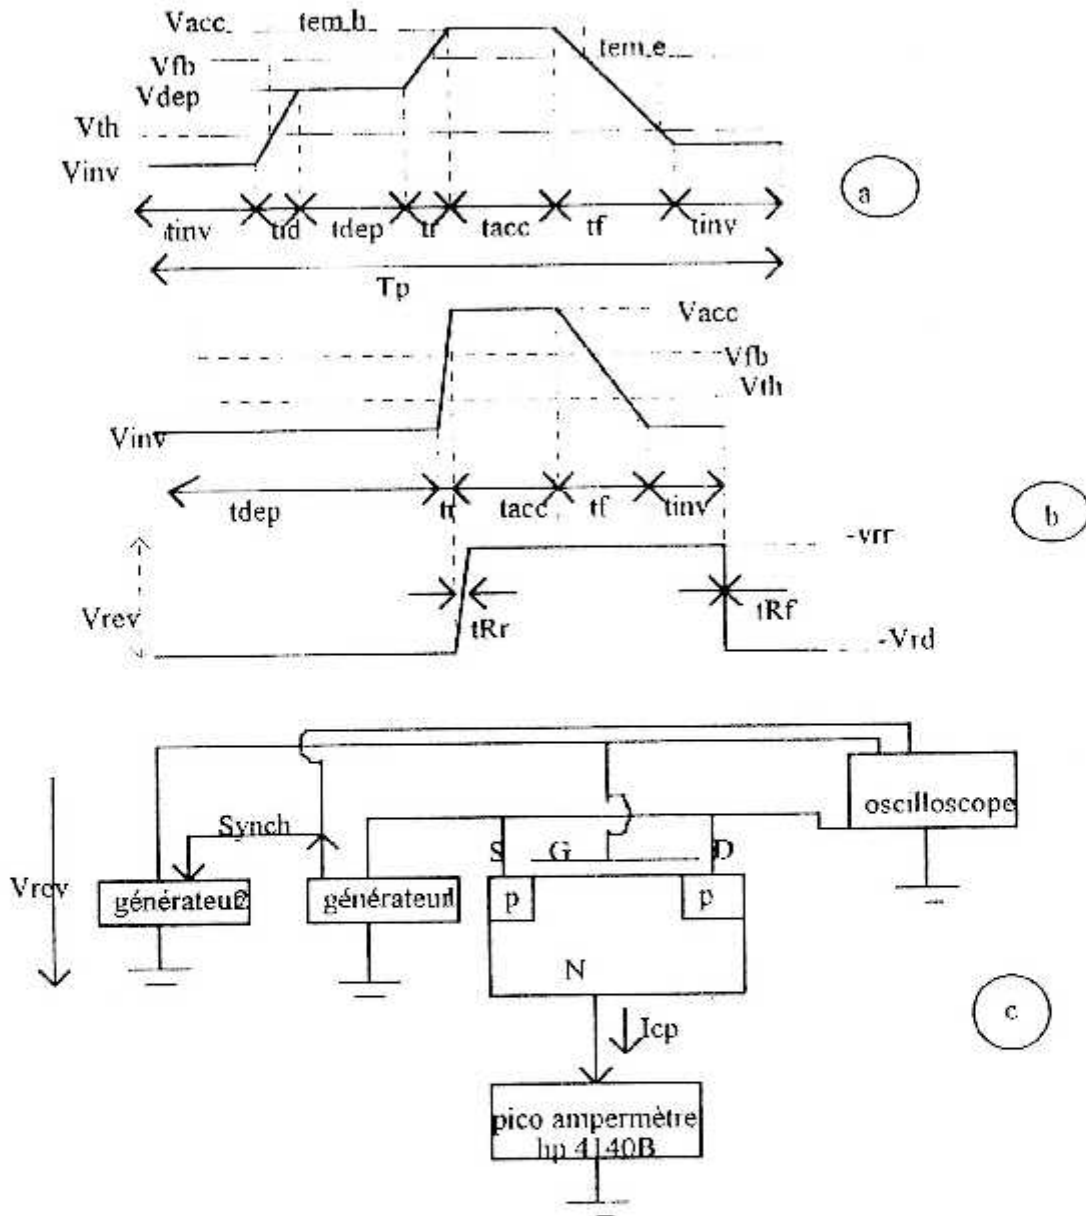 Vacc tem.h
tem.e
Vfb
Vdep
Vth
Vinv
a
tinv tid tdep tr tacc tf tinv
Tp
Vacc
Vfb
Vth
Vinv
tdep tr tacc tf tinv
b
-vrr
Vrev
tRr
tRf
-Vrd
oscilloscope
Synch
S G D
Vrev
générateur2 générateur1
p p
N
c
Icp
pico ampermètre
hp 4140B